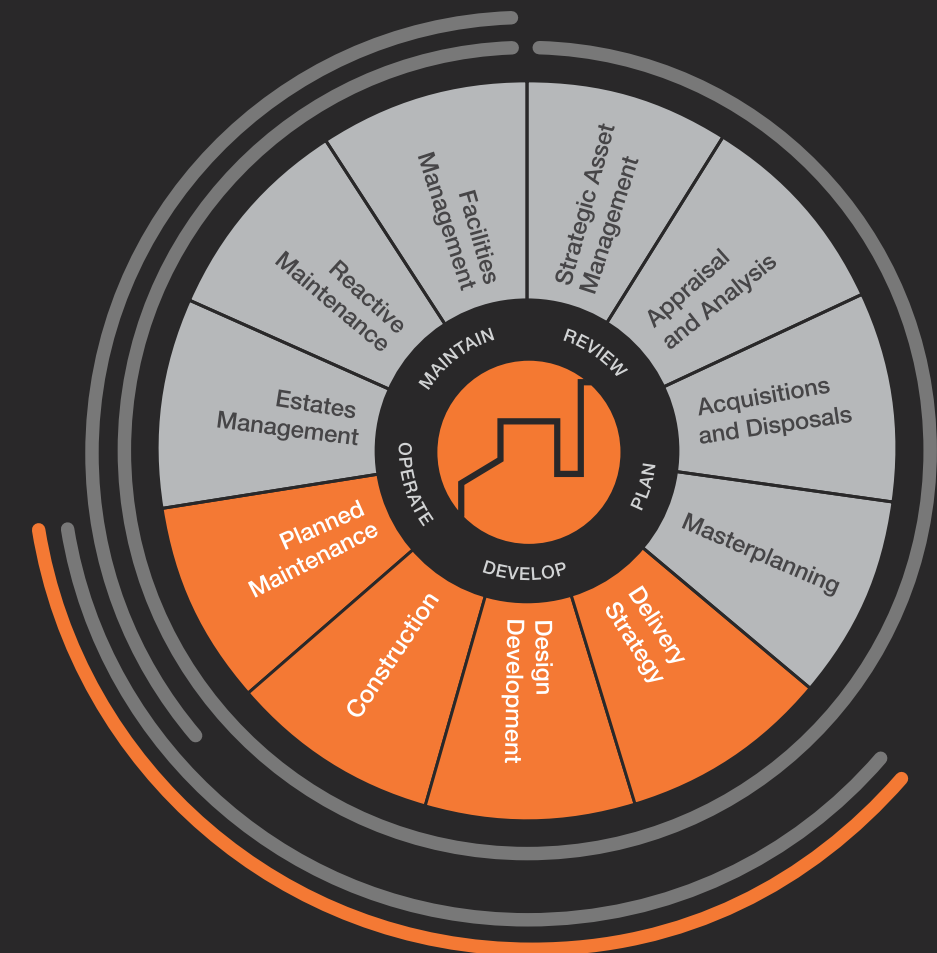 Strategic Asset
Management
Appraisal
and Analysis
Acquisitions
and Disposals
Masterplanning
Delivery
Strategy
Design
Development
Construction
Planned
Maintenance
Estates
Management
Reactive
Maintenance
Facilities
Management
REVIEW
PLAN
DEVELOP
OPERATE
MAINTAIN